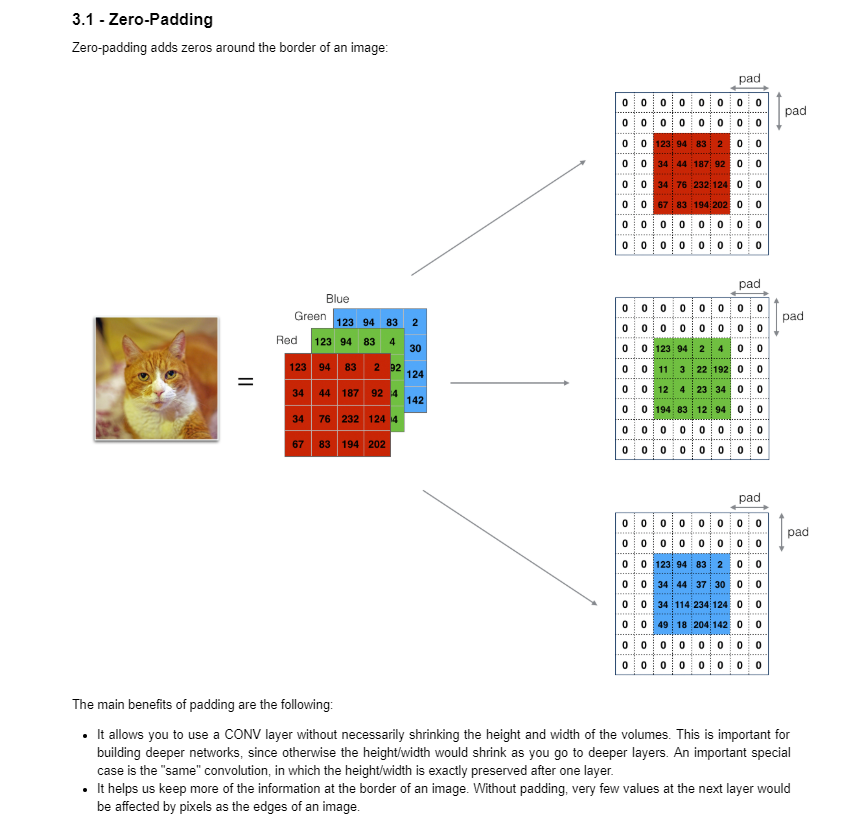 3.1 - Zero-Padding
Zero-padding adds zeros around the border of an image:
pad
pad
0 0 0 0 0 0 0 0
0 0 0 0 0 0 0 0
0 0 123 94 83 2 0 0
0 0 34 44 187 92 0 0
0 0 34 76 232 124 0 0
0 0 67 83 194 202 0 0
0 0 0 0 0 0 0 0
0 0 0 0 0 0 0 0
Blue
Green
Red
123 94 83 2
123 94 83 4
30
123 94 83 2
92
124
34 44 187 92
142
34 76 232 124
67 83 194 202
=
pad
pad
0 0 0 0 0 0 0 0
0 0 0 0 0 0 0 0
0 0 123 94 2 4 0 0
0 0 11 3 22 192 0 0
0 0 12 4 23 34 0 0
0 0 194 83 12 94 0 0
0 0 0 0 0 0 0 0
0 0 0 0 0 0 0 0
pad
pad
0 0 0 0 0 0 0 0
0 0 0 0 0 0 0 0
0 0 123 94 83 2 0 0
0 0 34 44 37 30 0 0
0 0 34 114 234 124 0 0
0 0 49 18 204 142 0 0
0 0 0 0 0 0 0 0
0 0 0 0 0 0 0 0
The main benefits of padding are the following:
• It allows you to use a CONV layer without necessarily shrinking the height and width of the volumes. This is important for
building deeper networks, since otherwise the height/width would shrink as you go to deeper layers. An important special
case is the "same" convolution, in which the height/width is exactly preserved after one layer.
• It helps us keep more of the information at the border of an image. Without padding, very few values at the next layer would
be affected by pixels as the edges of an image.